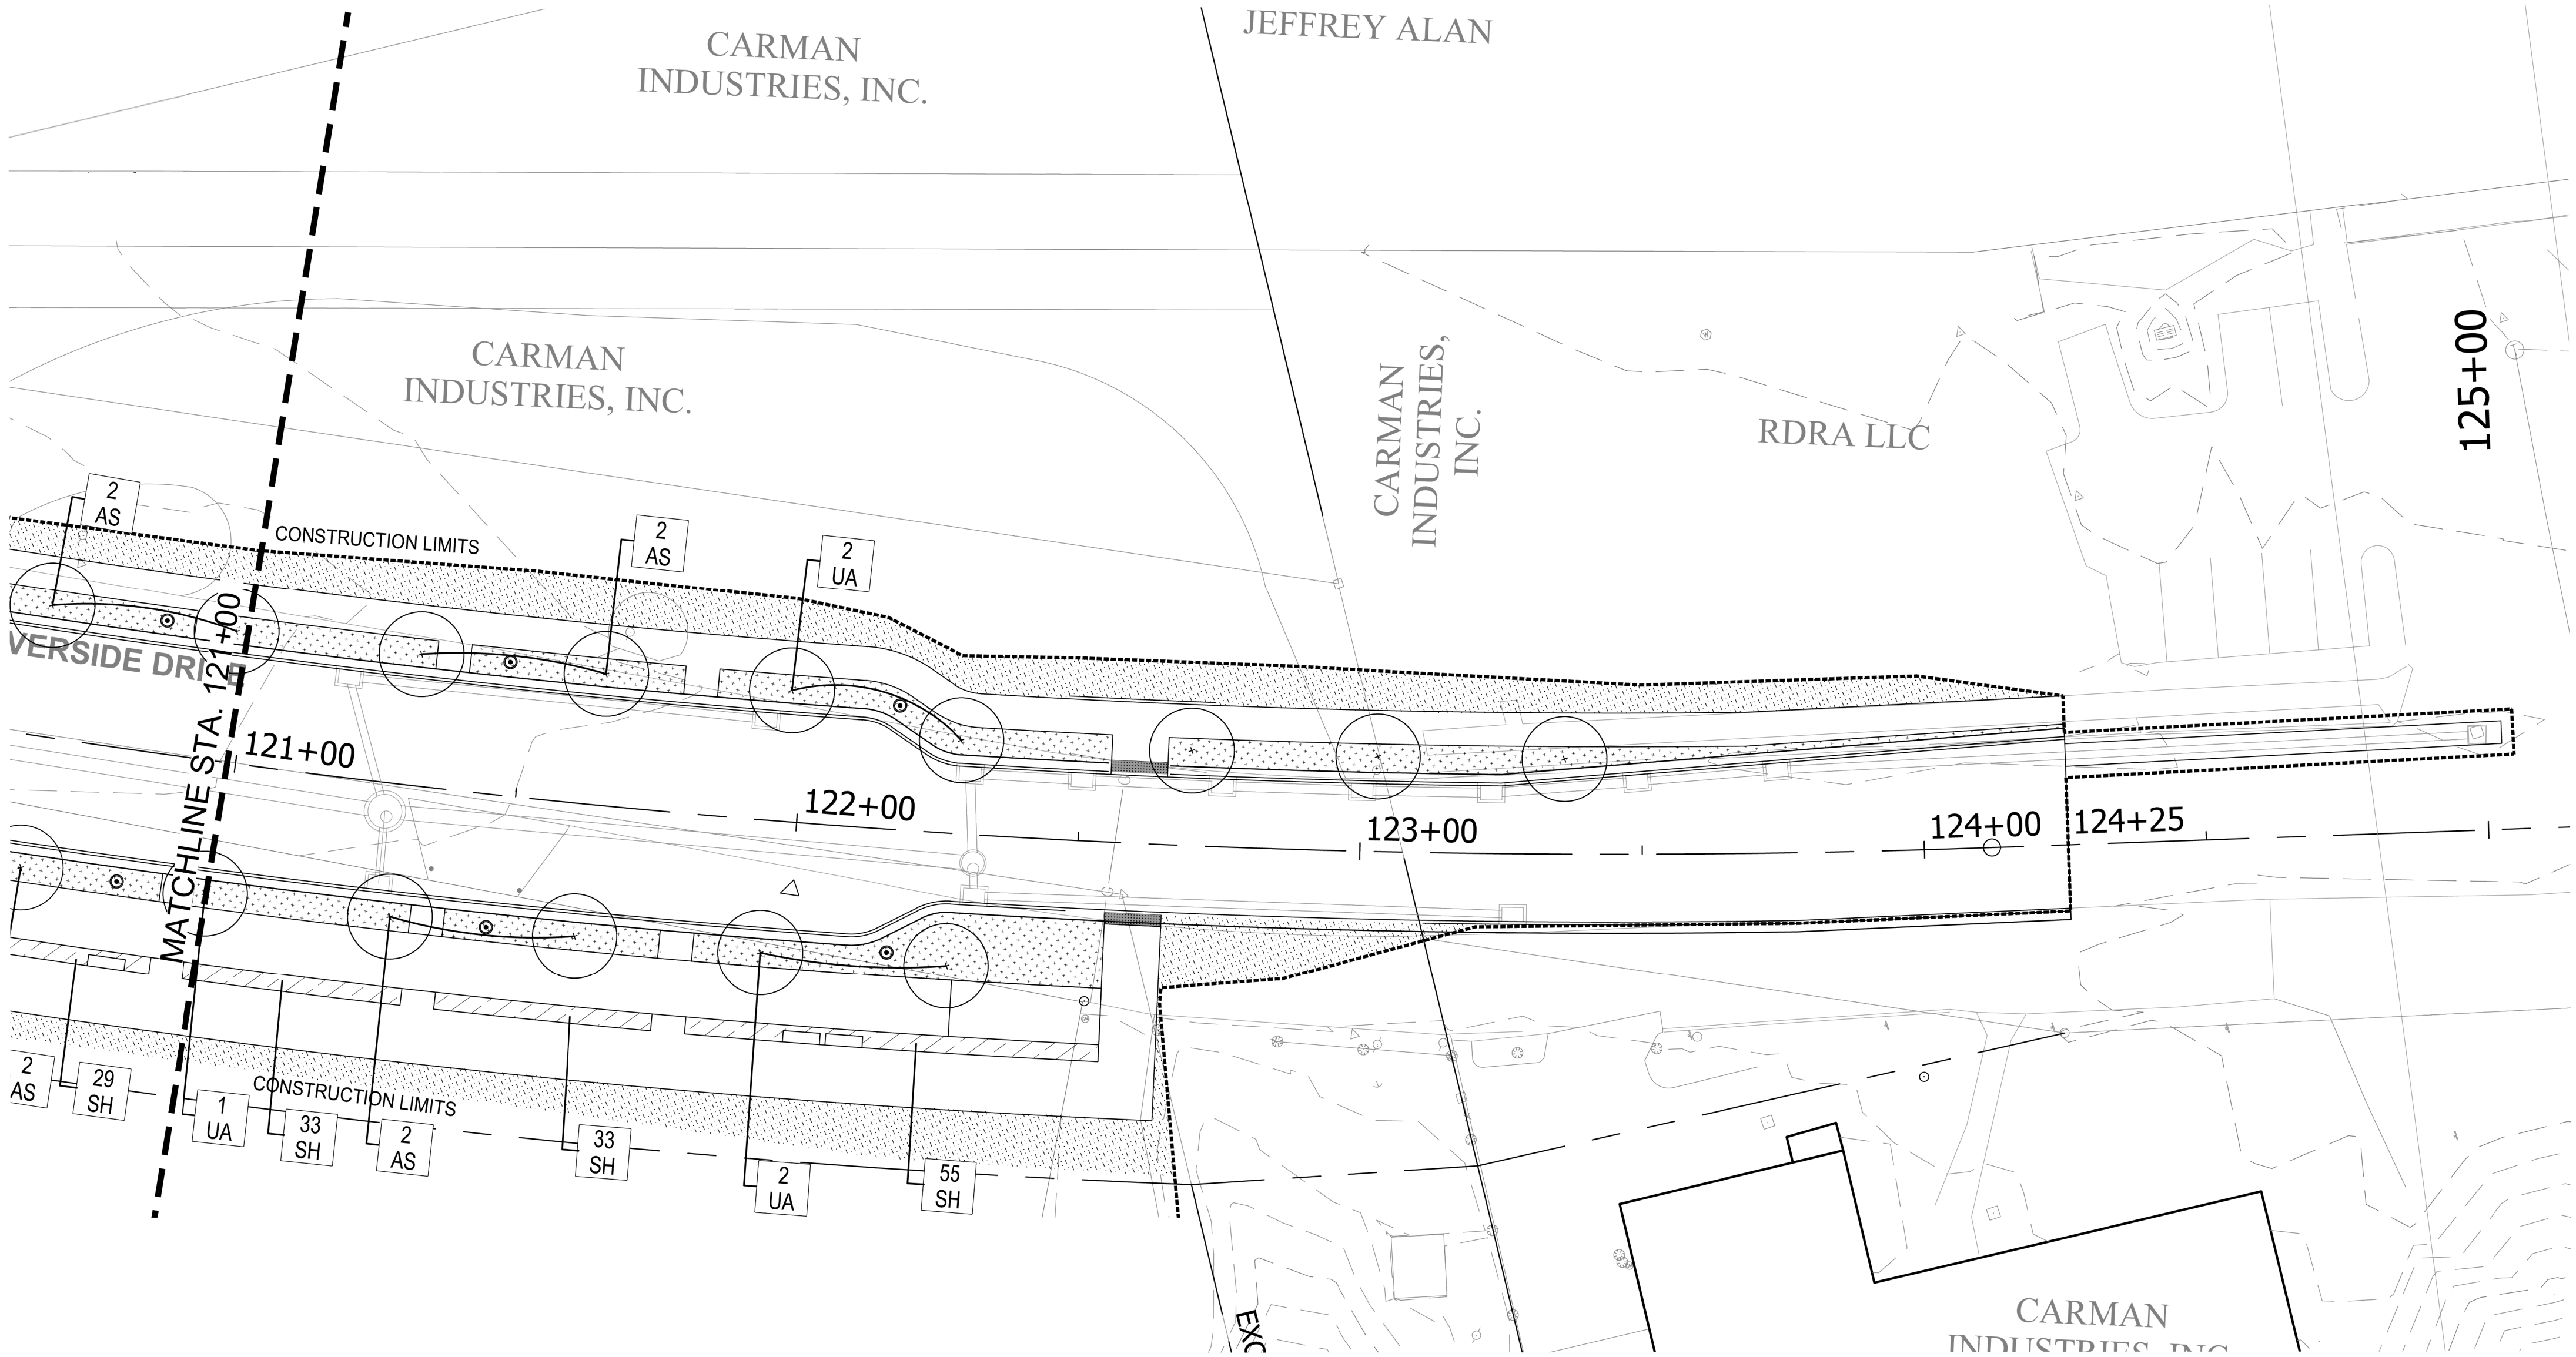 JEFFREY ALAN
CARMAN
INDUSTRIES, INC.
CARMAN
INDUSTRIES, INC.
CARMAN
INDUSTRIES,
INC.
RDRA LLC
125+00
2
AS
CONSTRUCTION LIMITS
2
AS
2
UA
VERSIDE DRIVE
MATCHLINE STA. 121+00
121+00
122+00
123+00
124+00
124+25
2
AS
29
SH
1
UA
CONSTRUCTION LIMITS
33
SH
2
AS
33
SH
2
UA
55
SH
EXC
CARMAN
INDUSTRIES, INC.